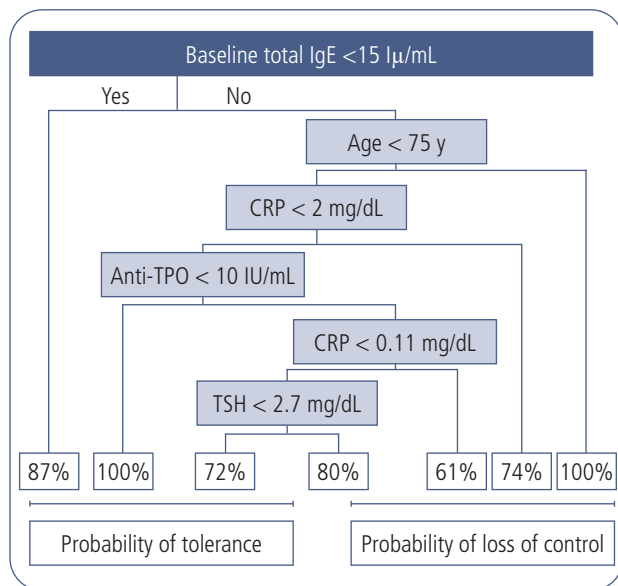 Baseline total IgE <15 Iµ/mL
Yes No
Age < 75 y
CRP < 2 mg/dL
Anti-TPO < 10 IU/mL
CRP < 0.11 mg/dL
TSH < 2.7 mg/dL
87% 100% 72% 80% 61% 74% 100%
Probability of tolerance Probability of loss of control